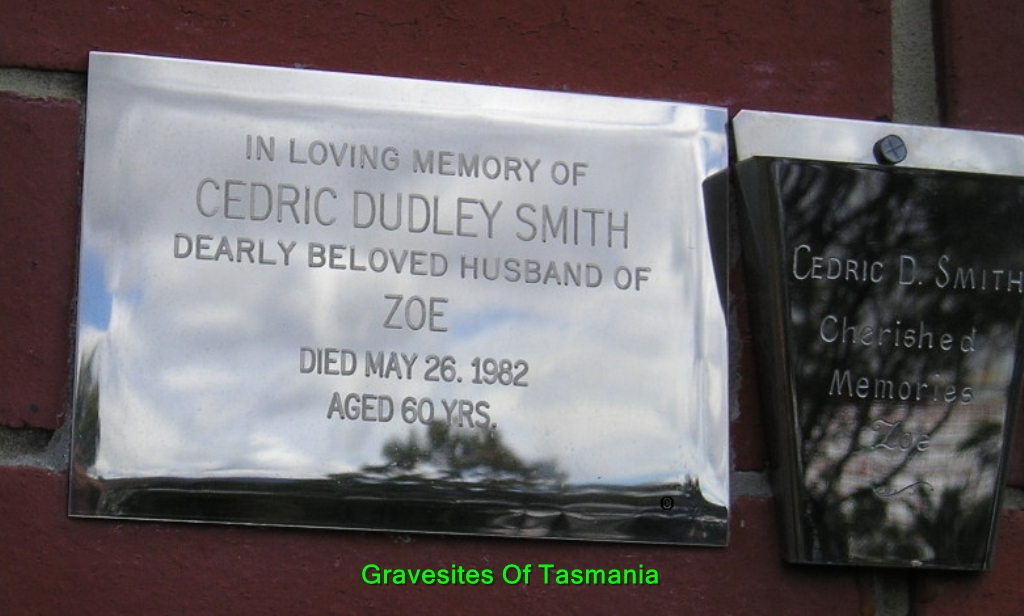 IN LOVING MEMORY OF
CEDRIC DUDLEY SMITH
DEARLY BELOVED HUSBAND OF
ZOE
DIED MAY 26. 1982
AGED 60 YRS.
©
CEDRIC D. SMITH
Cherished
Memories
Zoe
Gravesites Of Tasmania